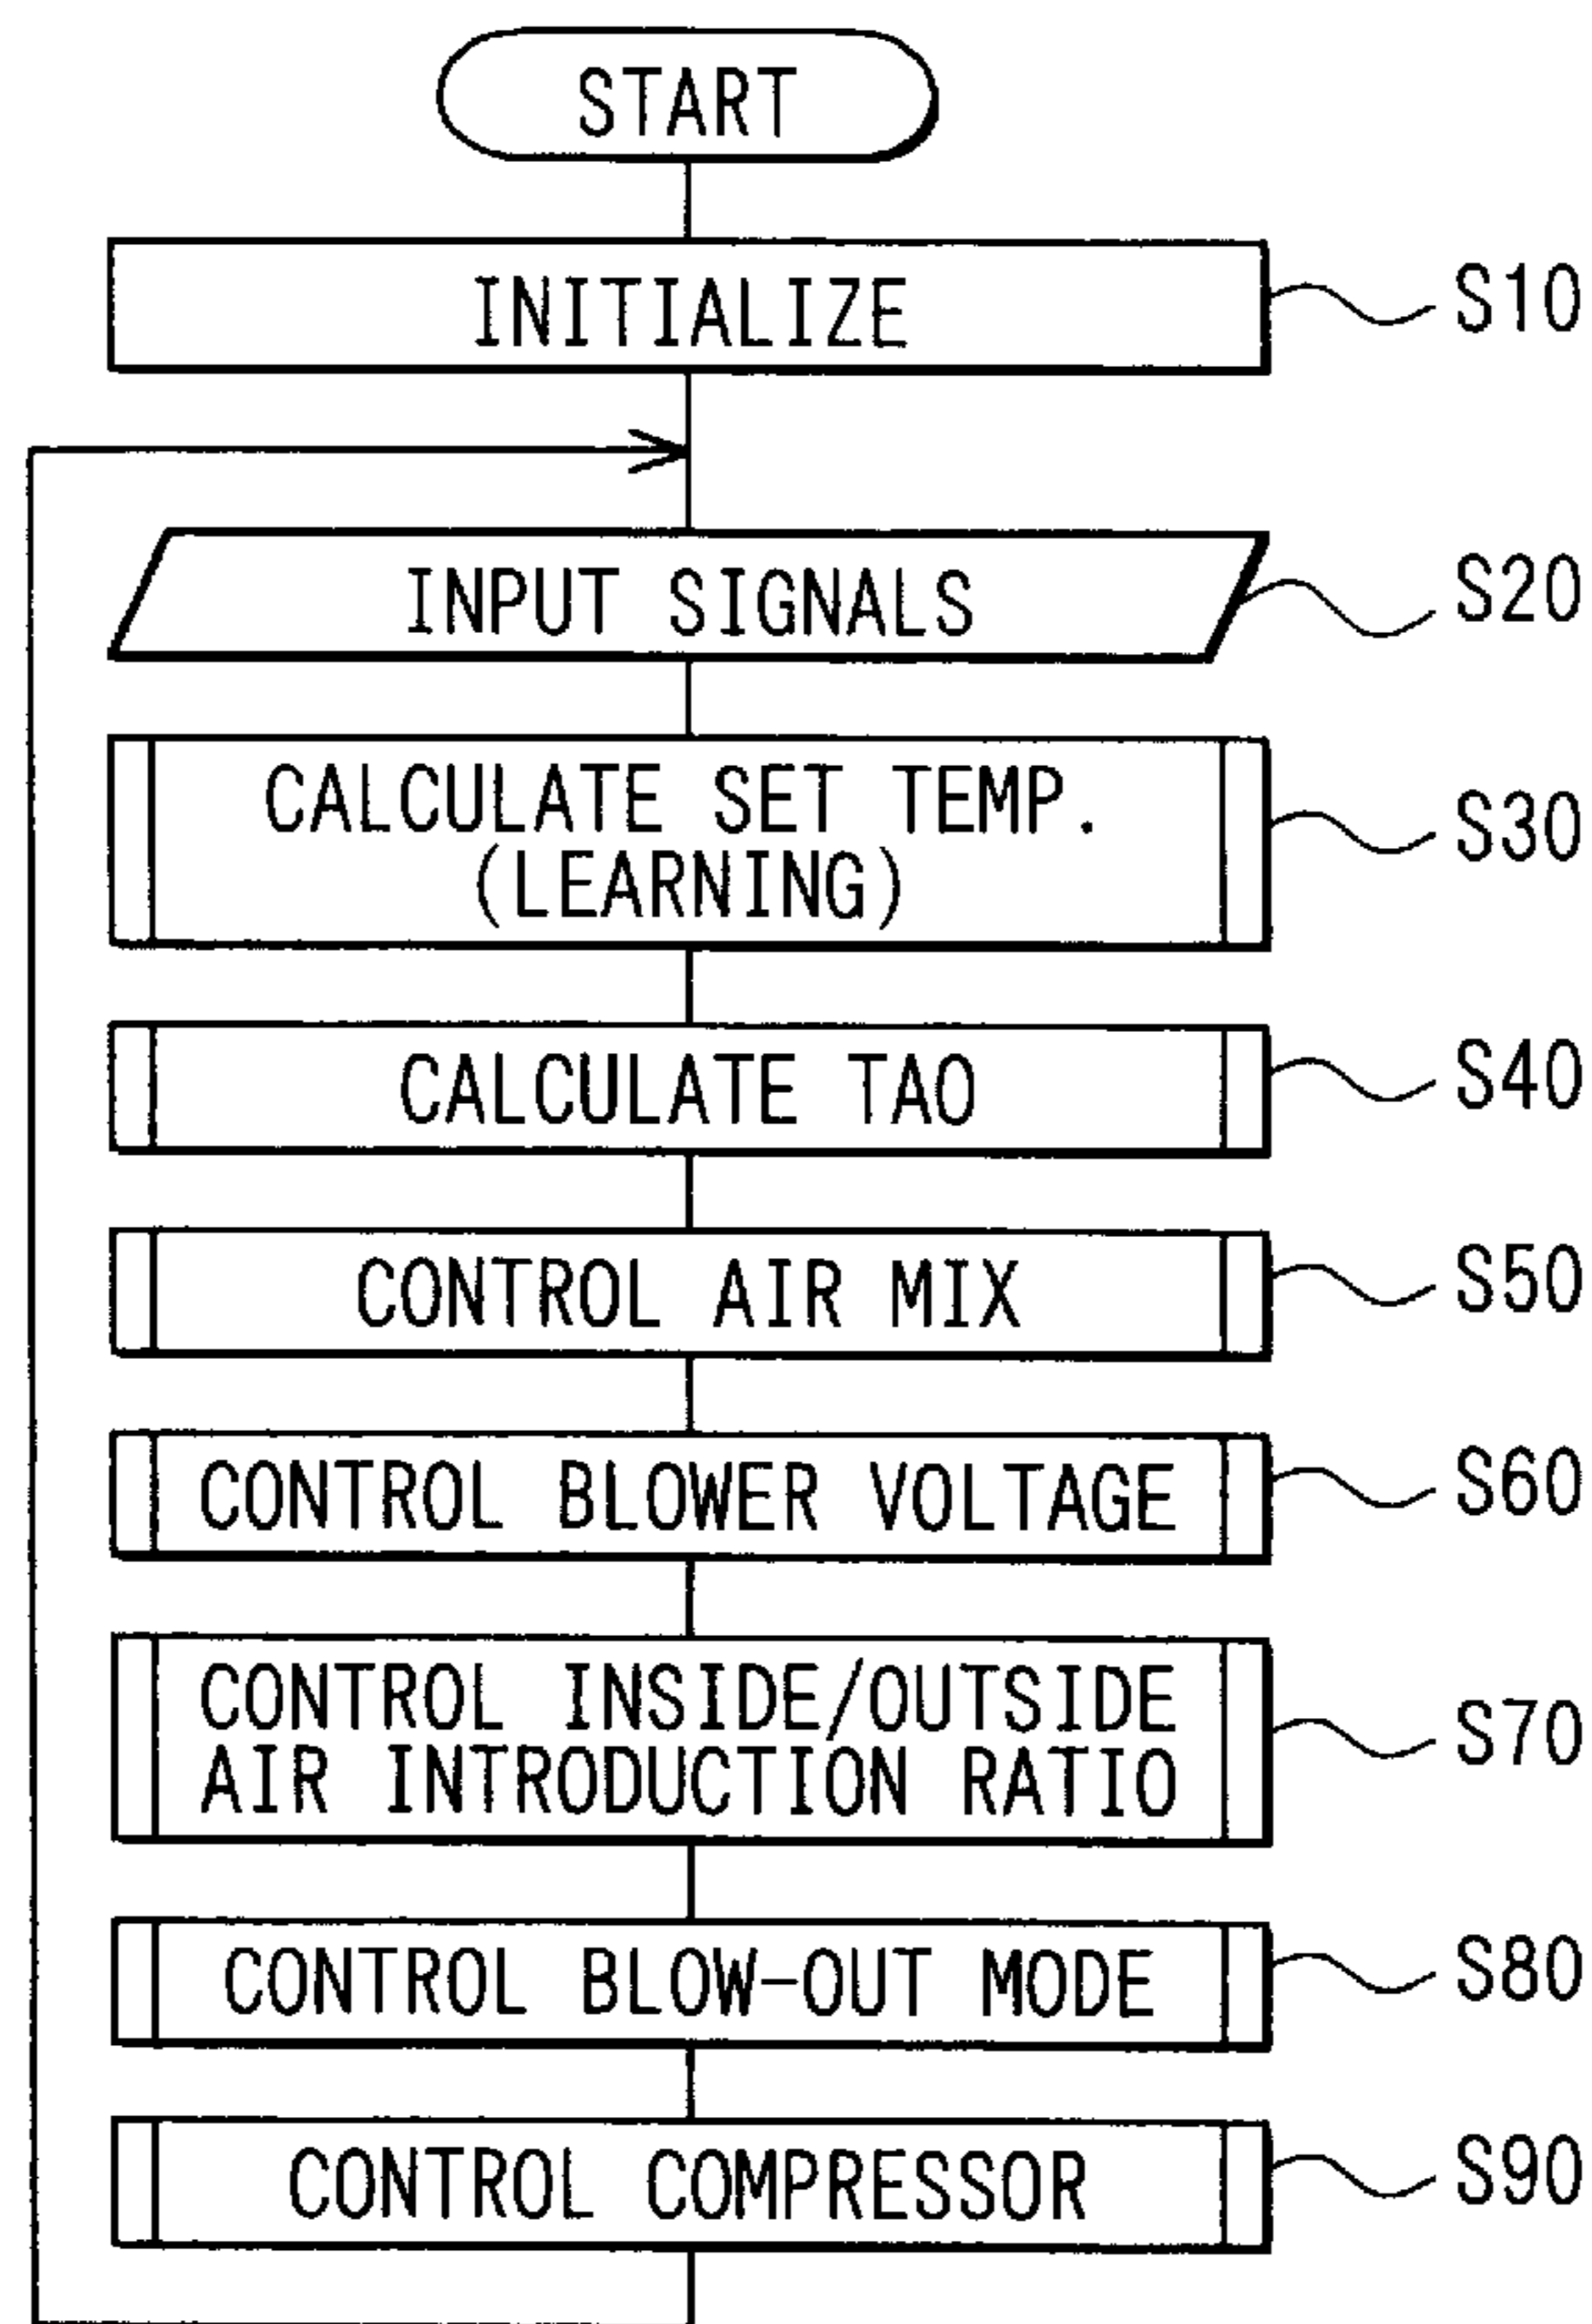 START
INITIALIZE
S10
INPUT SIGNALS
S20
CALCULATE SET TEMP.
(LEARNING)
S30
CALCULATE TAO
S40
CONTROL AIR MIX
S50
CONTROL BLOWER VOLTAGE
S60
CONTROL INSIDE/OUTSIDE
AIR INTRODUCTION RATIO
S70
CONTROL BLOW-OUT MODE
S80
CONTROL COMPRESSOR
S90